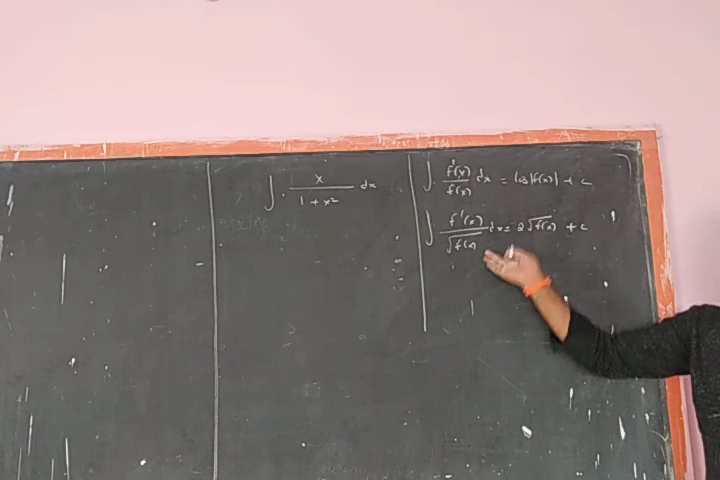 ∫ x / (1 + x²) dx
∫ f'(x) / f(x) dx = log|f(x)| + c
∫ f'(x) / √f(x) dx = 2√f(x) + c